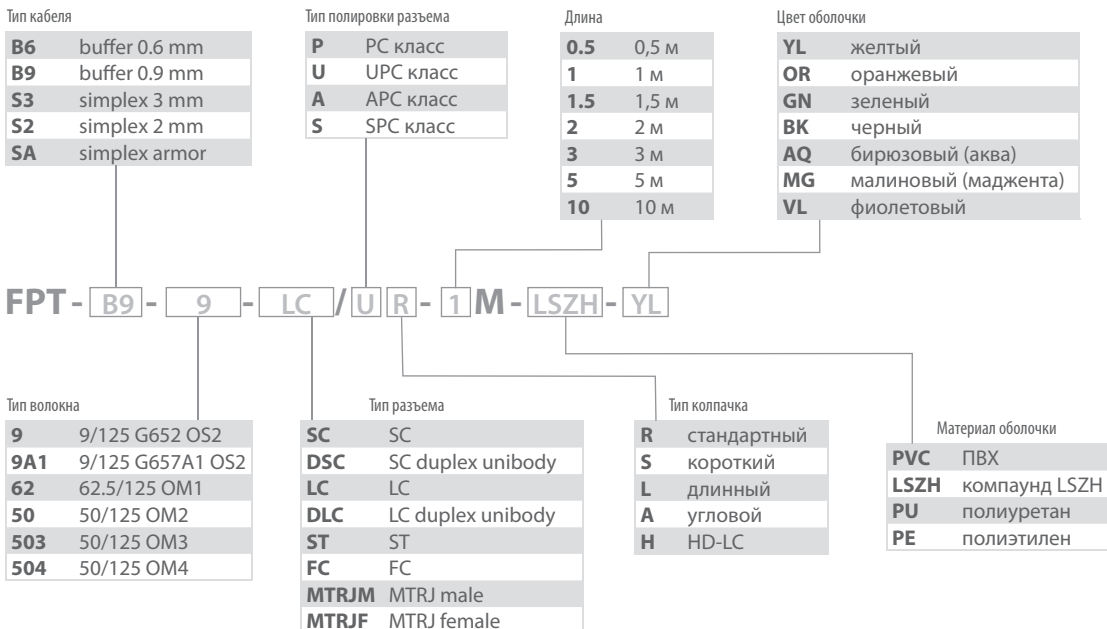 Тип кабеля
B6 buffer 0.6 mm
B9 buffer 0.9 mm
S3 simplex 3 mm
S2 simplex 2 mm
SA simplex armor
Тип полировки разъема
P PC класс
U UPC класс
A APC класс
S SPC класс
Длина
0.5 0,5 м
1 1 м
1.5 1,5 м
2 2 м
3 3 м
5 5 м
10 10 м
Цвет оболочки
YL желтый
OR оранжевый
GN зеленый
BK черный
AQ бирюзовый (аква)
MG малиновый (маджента)
VL фиолетовый
FPT - B9 - 9 - LC / U R - 1 M - LSZH - YL
Тип волокна
9 9/125 G652 OS2
9A1 9/125 G657A1 OS2
62 62.5/125 OM1
50 50/125 OM2
503 50/125 OM3
504 50/125 OM4
Тип разъема
SC SC
DSC SC duplex unibody
LC LC
DLC LC duplex unibody
ST ST
FC FC
MTRJM MTRJ male
MTRJF MTRJ female
Тип колпачка
R стандартный
S короткий
L длинный
A угловой
H HD-LC
Материал оболочки
PVC ПВХ
LSZH компаунд LSZH
PU полиуретан
PE полиэтилен